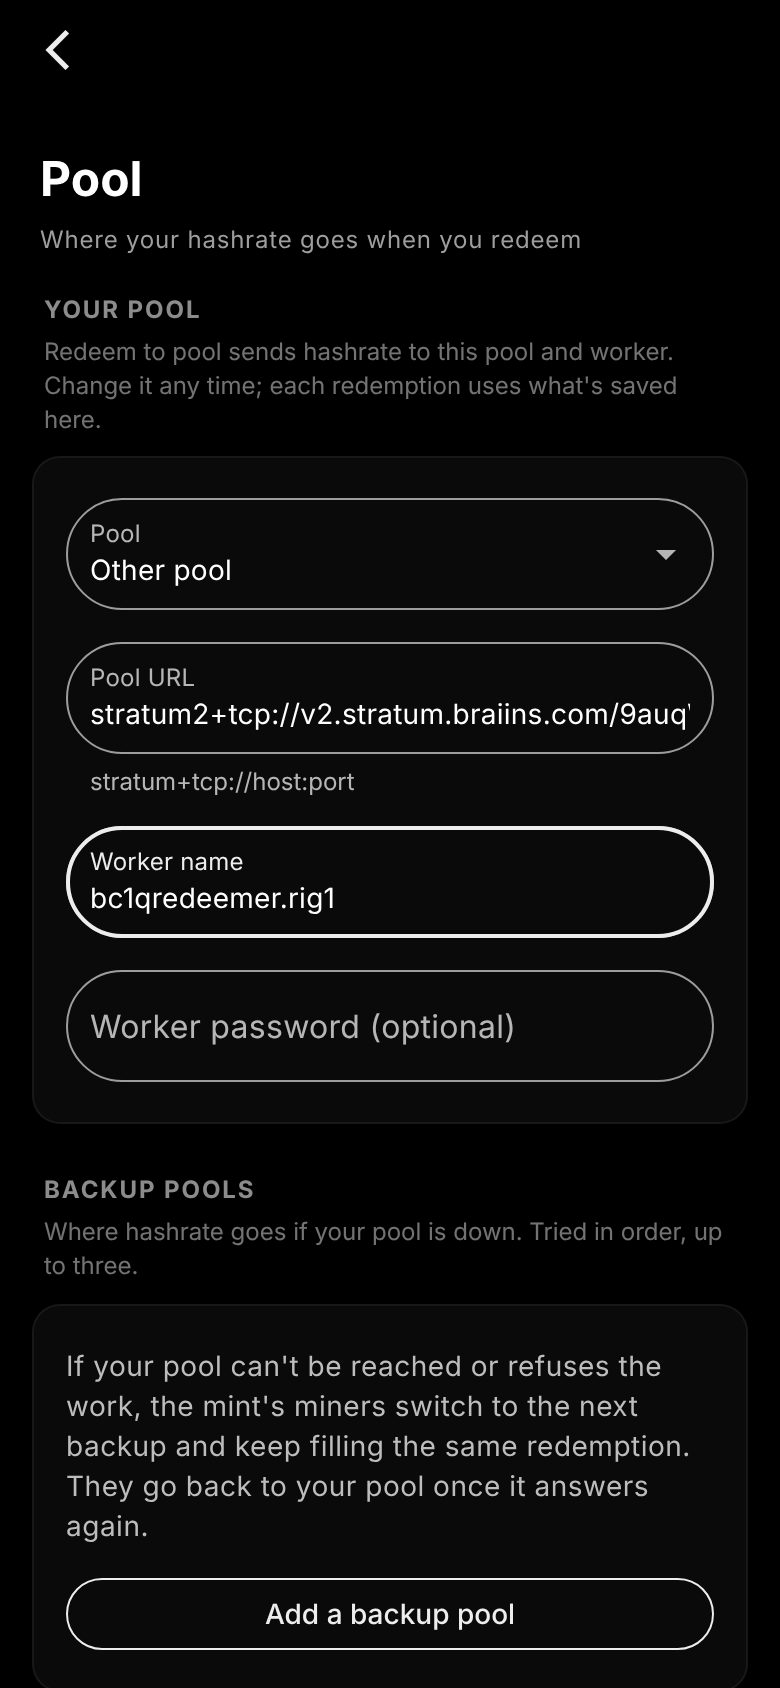 Pool
Where your hashrate goes when you redeem
YOUR POOL
Redeem to pool sends hashrate to this pool and worker.
Change it any time; each redemption uses what's saved
here.
Pool
Other pool
Pool URL
stratum2+tcp://v2.stratum.braiins.com/9auq
stratum+tcp://host:port
Worker name
bc1qredeemer.rig1
Worker password (optional)
BACKUP POOLS
Where hashrate goes if your pool is down. Tried in order, up
to three.
If your pool can't be reached or refuses the
work, the mint's miners switch to the next
backup and keep filling the same redemption.
They go back to your pool once it answers
again.
Add a backup pool